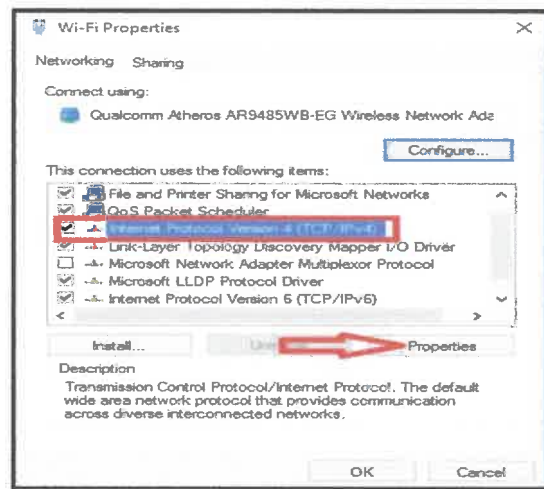 Wi-Fi Properties
Networking Sharing
Connect using:
Qualcomm Atheros AR9485WB-EG Wireless Network Ada
Configure...
This connection uses the following items:
File and Printer Sharing for Microsoft Networks
QoS Packet Scheduler
Internet Protocol Version 4 (TCP/IPv4)
Link-Layer Topology Discovery Mapper I/O Driver
Microsoft Network Adapter Multiplexor Protocol
Microsoft LLDP Protocol Driver
Internet Protocol Version 6 (TCP/IPv6)
Install... Properties
Description
Transmission Control Protocol/Internet Protocol. The default
wide area network protocol that provides communication
across diverse interconnected networks.
OK Cancel